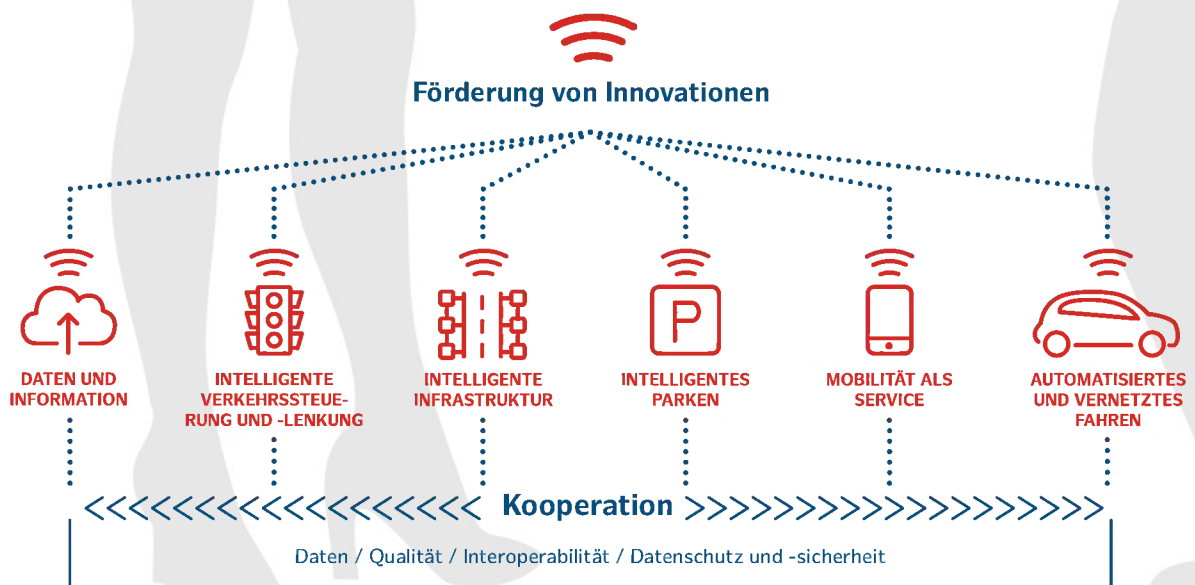 Förderung von Innovationen
DATEN UND
INFORMATION
INTELLIGENTE
VERKEHRSSTEUE-
RUNG UND -LENKUNG
INTELLIGENTE
INFRASTRUKTUR
P
INTELLIGENTES
PARKEN
MOBILITÄT ALS
SERVICE
AUTOMATISIERTES
UND VERNETZTES
FAHREN
Kooperation
Daten / Qualität / Interoperabilität / Datenschutz und -sicherheit